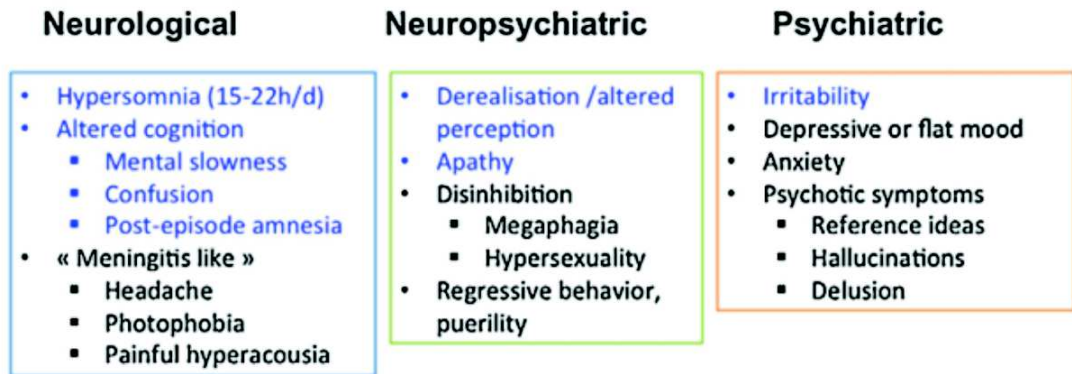 Neurological
• Hypersomnia (15-22h/d)
• Altered cognition
▪ Mental slowness
▪ Confusion
▪ Post-episode amnesia
• « Meningitis like »
▪ Headache
▪ Photophobia
▪ Painful hyperacousia
Neuropsychiatric
• Derealisation /altered
perception
• Apathy
• Disinhibition
▪ Megaphagia
▪ Hypersexuality
• Regressive behavior,
puerility
Psychiatric
• Irritability
• Depressive or flat mood
• Anxiety
• Psychotic symptoms
▪ Reference ideas
▪ Hallucinations
▪ Delusion